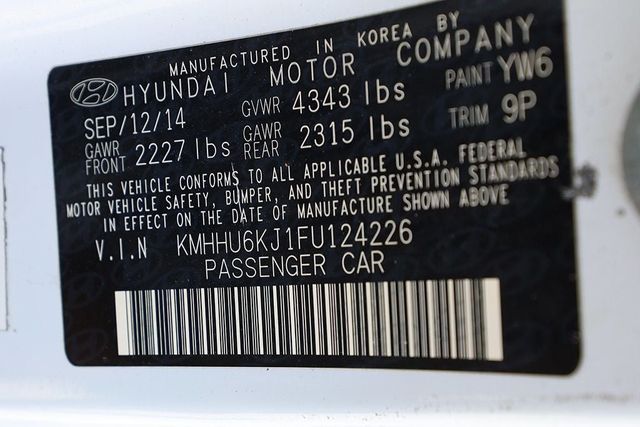 MANUFACTURED IN KOREA BY
HYUNDAI MOTOR COMPANY
SEP/12/14 GVWR 4343 lbs PAINT YW6
GAWR FRONT 2227 lbs GAWR REAR 2315 lbs TRIM 9P
THIS VEHICLE CONFORMS TO ALL APPLICABLE U.S.A. FEDERAL
MOTOR VEHICLE SAFETY, BUMPER, AND THEFT PREVENTION STANDARDS
IN EFFECT ON THE DATE OF MANUFACTURE SHOWN ABOVE
V.I.N KMHHU6KJ1FU124226
PASSENGER CAR